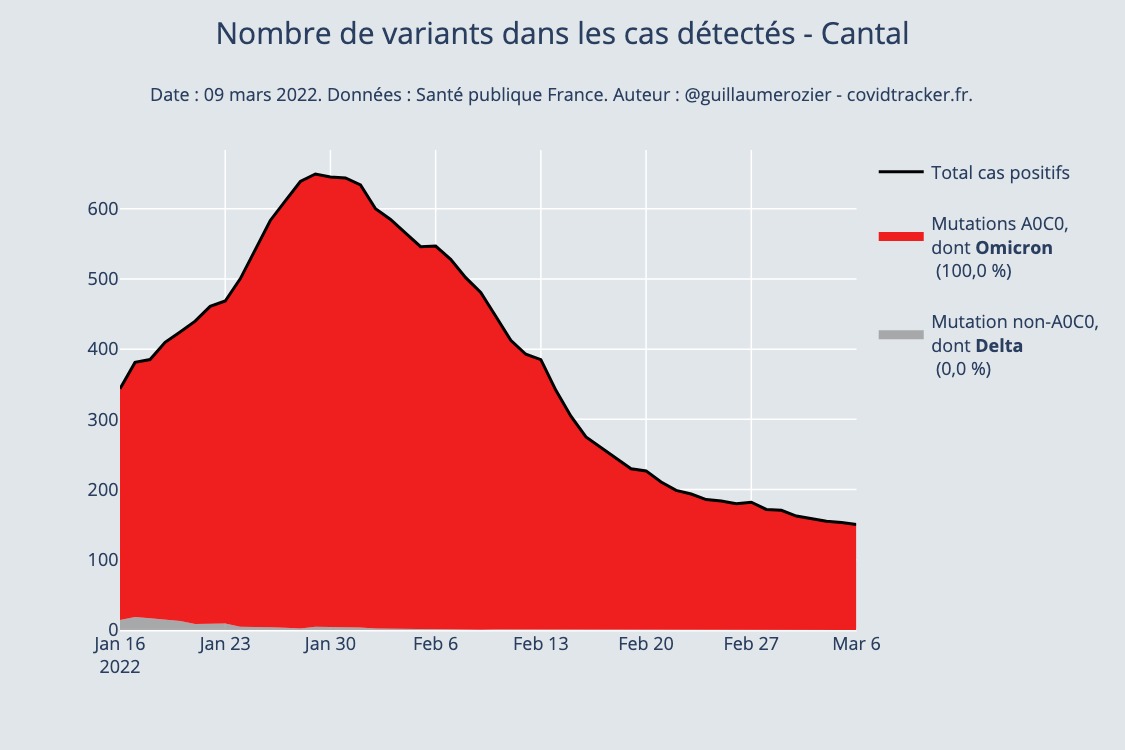 Nombre de variants dans les cas détectés - Cantal
Date : 09 mars 2022. Données : Santé publique France. Auteur : @guillaumerozier - covidtracker.fr.
Total cas positifs
Mutations A0C0,
dont Omicron
(100,0 %)
Mutation non-A0C0,
dont Delta
(0,0 %)
600
500
400
300
200
100
0
Jan 16
2022
Jan 23
Jan 30
Feb 6
Feb 13
Feb 20
Feb 27
Mar 6